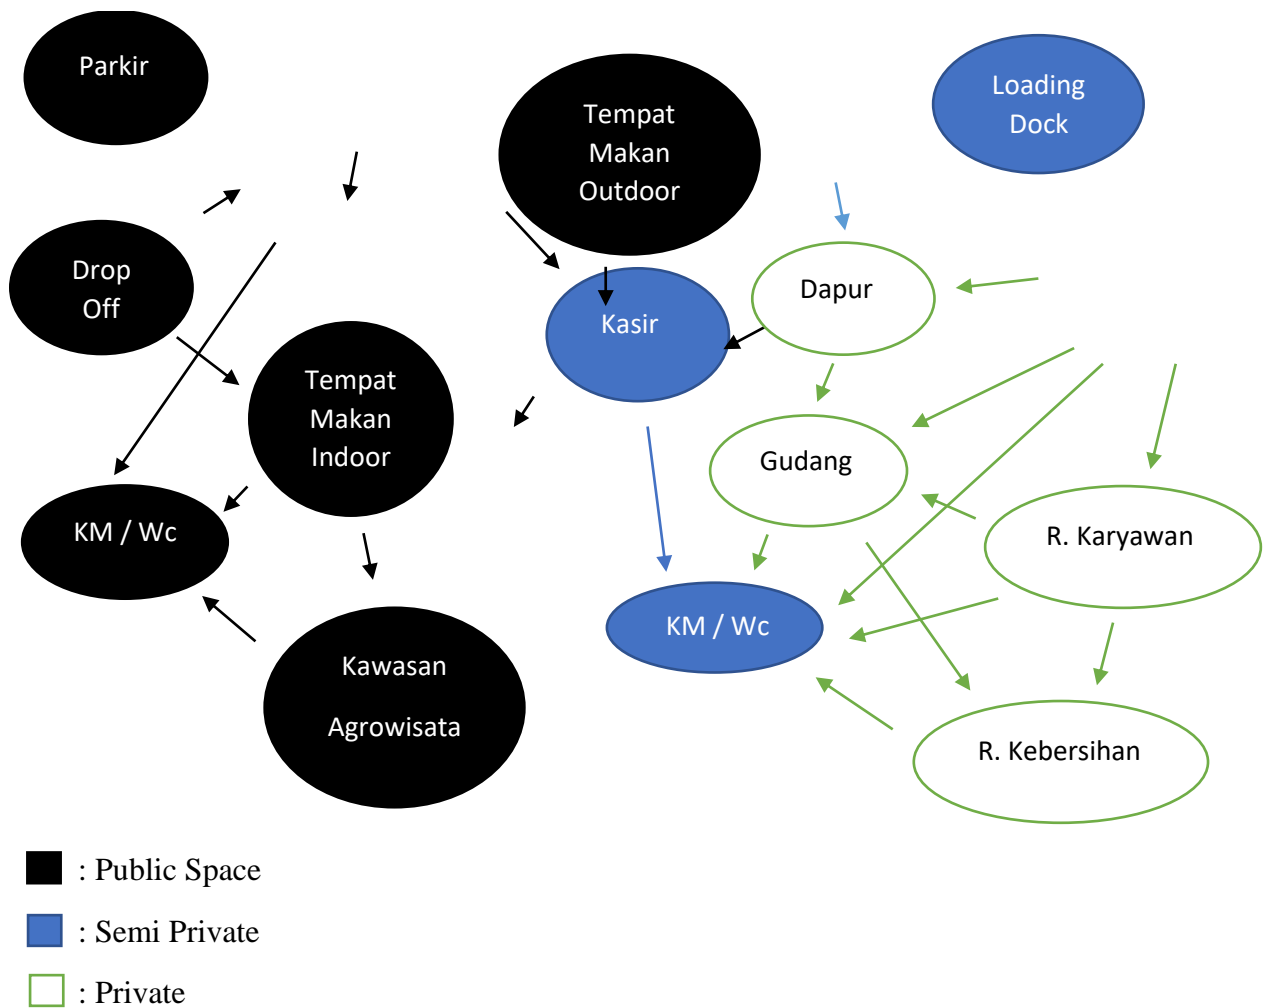 Parkir
Tempat
Makan
Outdoor
Loading
Dock
Drop
Off
Kasir
Dapur
Tempat
Makan
Indoor
Gudang
KM / Wc
R. Karyawan
KM / Wc
Kawasan
Agrowisata
R. Kebersihan
: Public Space
: Semi Private
: Private